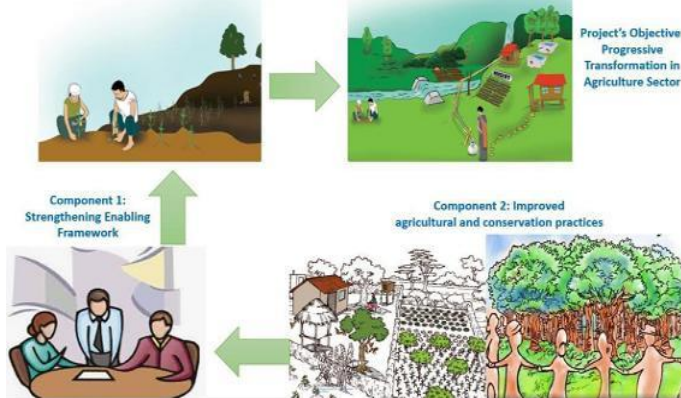 Project's Objective:
Progressive
Transformation in
Agriculture Sector
Component 1:
Strengthening Enabling
Framework
Component 2: Improved
agricultural and conservation practices